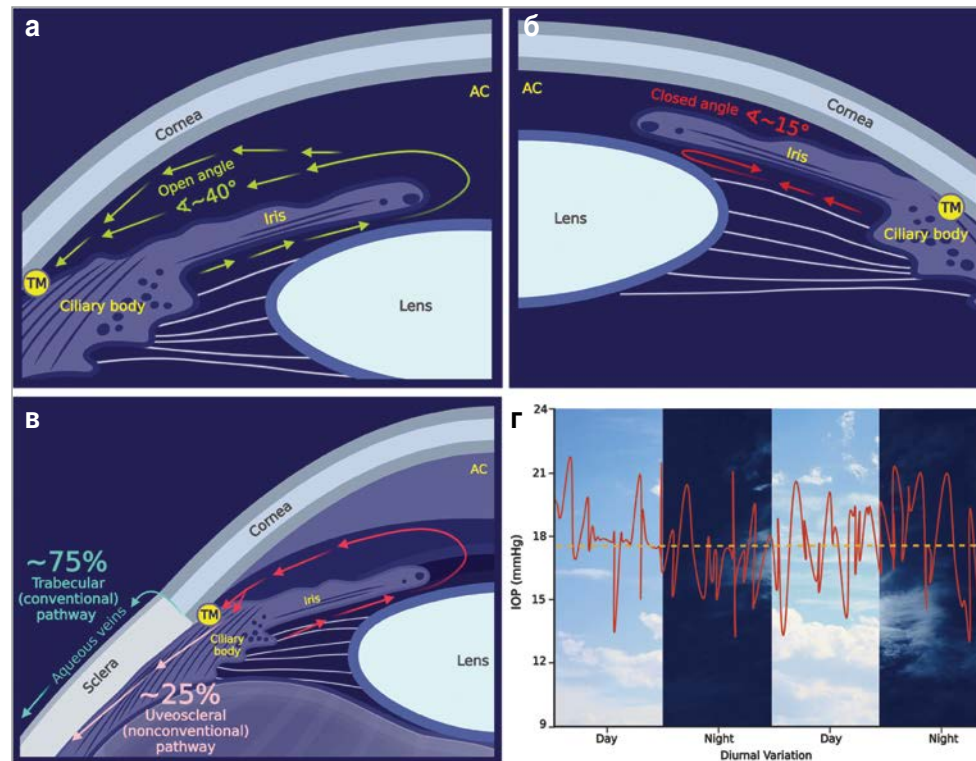 а
AC
Cornea
Open angle
∢~40°
Iris
TM
Ciliary body
Lens
б
AC
Closed angle ∢~15°
Cornea
Iris
TM
Ciliary body
Lens
в
AC
Cornea
~75%
Trabecular
(conventional)
pathway
Iris
TM
Ciliary
body
Aqueous veins
Sclera
Lens
~25%
Uveoscleral
(nonconventional)
pathway
г
24
21
18
15
12
9
IOP (mmHg)
Day Night Day Night
Diurnal Variation